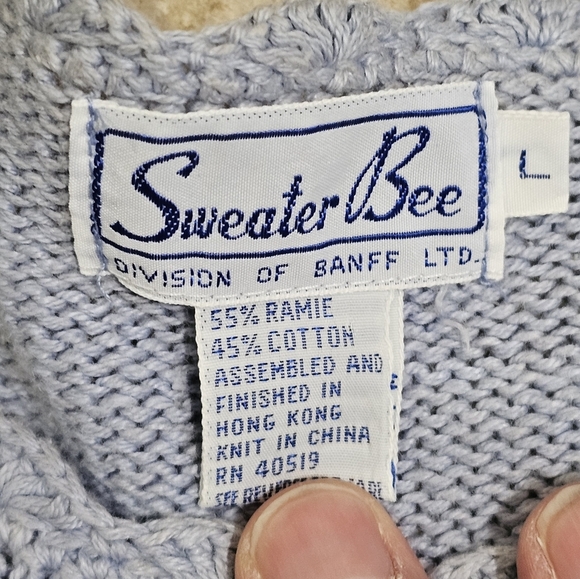 Sweater Bee
DIVISION OF BANFF LTD.
L
55% RAMIE
45% COTTON
ASSEMBLED AND
FINISHED IN
HONG KONG
KNIT IN CHINA
RN 40519
SEE